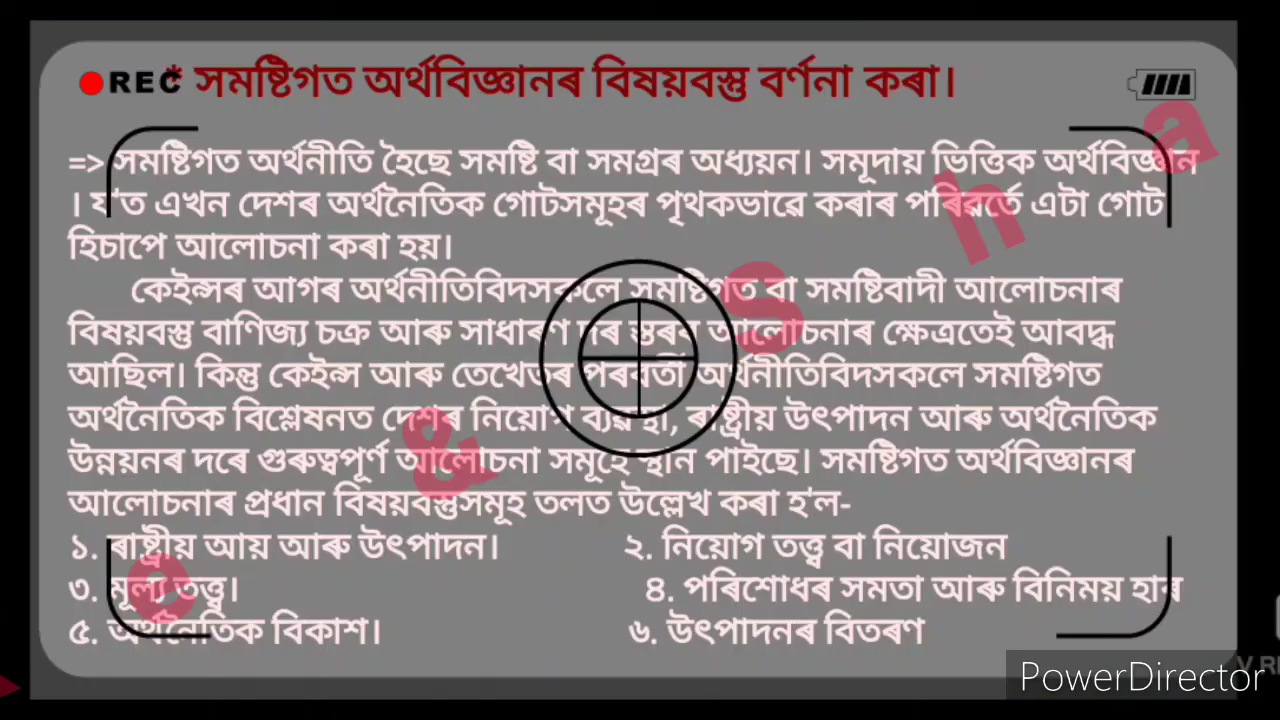 REC
* সমষ্টিগত অৰ্থবিজ্ঞানৰ বিষয়বস্তু বৰ্ণনা কৰা।
=> সমষ্টিগত অৰ্থনীতি হৈছে সমষ্টি বা সমগ্ৰৰ অধ্যয়ন। সমূদায় ভিত্তিক অৰ্থবিজ্ঞান
। য'ত এখন দেশৰ অৰ্থনৈতিক গোটসমূহৰ পৃথকভাৱে কৰাৰ পৰিৱৰ্তে এটা গোট
হিচাপে আলোচনা কৰা হয়।
কেইন্সৰ আগৰ অৰ্থনীতিবিদসকলে সমষ্টিগত বা সমষ্টিবাদী আলোচনাৰ
বিষয়বস্তু বাণিজ্য চক্ৰ আৰু সাধাৰণ দৰ স্তৰৰ আলোচনাৰ ক্ষেত্ৰতেই আবদ্ধ
আছিল। কিন্তু কেইন্স আৰু তেখেতৰ পৰবৰ্তী অৰ্থনীতিবিদসকলে সমষ্টিগত
অৰ্থনৈতিক বিশ্লেষনত দেশৰ নিয়োগ ব্যৱস্থা, ৰাষ্ট্ৰীয় উৎপাদন আৰু অৰ্থনৈতিক
উন্নয়নৰ দৰে গুৰুত্বপূৰ্ণ আলোচনা সমূহে স্থান পাইছে। সমষ্টিগত অৰ্থবিজ্ঞানৰ
আলোচনাৰ প্ৰধান বিষয়বস্তুসমূহ তলত উল্লেখ কৰা হ'ল-
১. ৰাষ্ট্ৰীয় আয় আৰু উৎপাদন। ২. নিয়োগ তত্ত্ব বা নিয়োজন
৩. মূল্য তত্ত্ব। ৪. পৰিশোধৰ সমতা আৰু বিনিময় হাৰ
৫. অৰ্থনৈতিক বিকাশ। ৬. উৎপাদনৰ বিতৰণ
e & s h a
PowerDirector